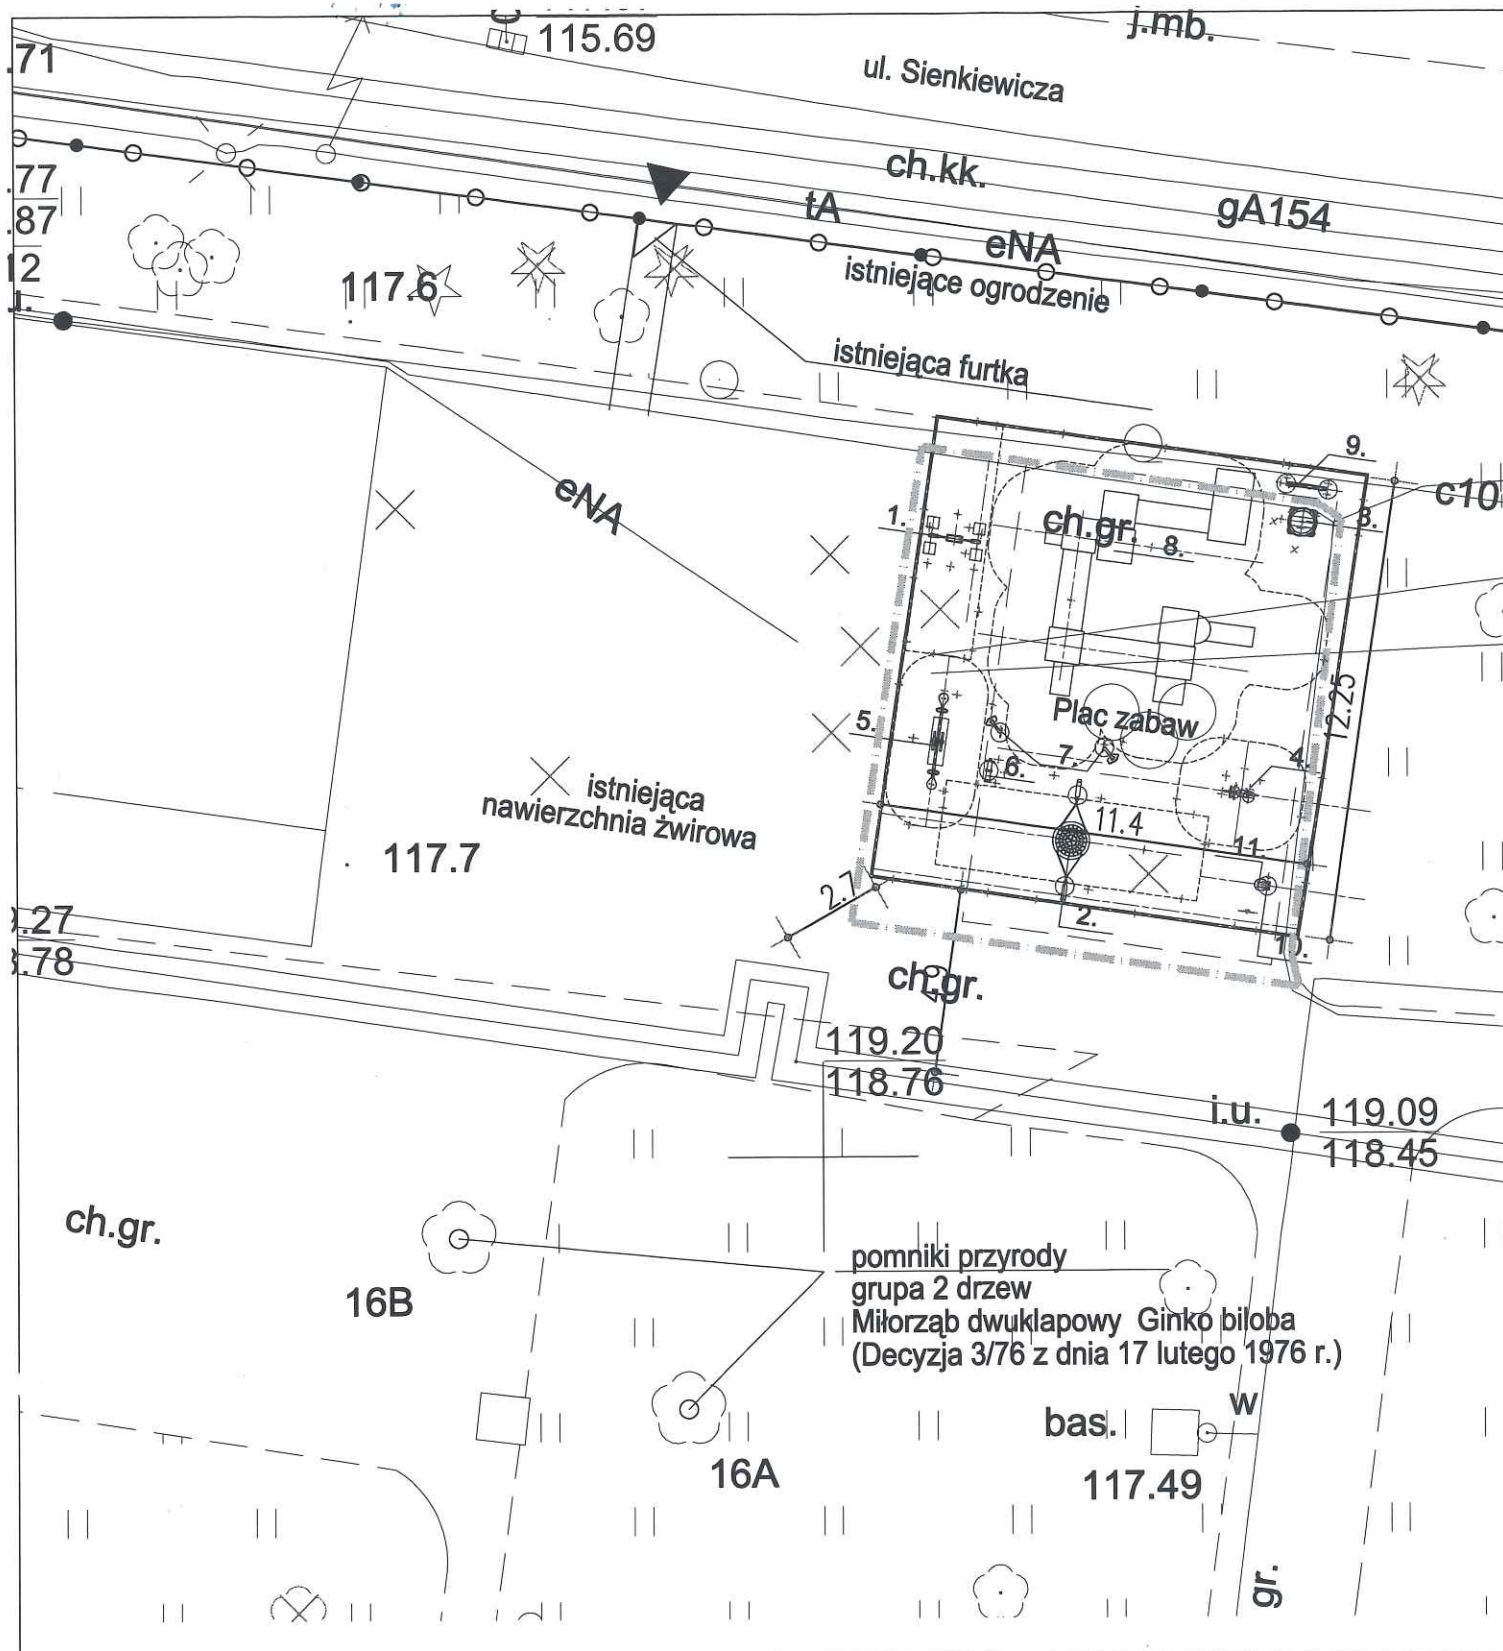 115.69
j.mb.
.71
ul. Sienkiewicza
ch.kk.
.77
.87
tA
gA154
eNA
12
117.6
istniejące ogrodzenie
istniejąca furtka
9.
eNA
c10
1.
ch.gr.
3.
8.
12.25
5.
Plac zabaw
7.
6.
4.
istniejąca
nawierzchnia żwirowa
11.4
11.
117.7
2.7
2.
.27
.78
10.
ch.gr.
119.20
118.76
i.u.
119.09
118.45
ch.gr.
pomniki przyrody
grupa 2 drzew
Miłorząb dwuklapowy Ginko biloba
(Decyzja 3/76 z dnia 17 lutego 1976 r.)
16B
w
bas.
16A
117.49
gr.